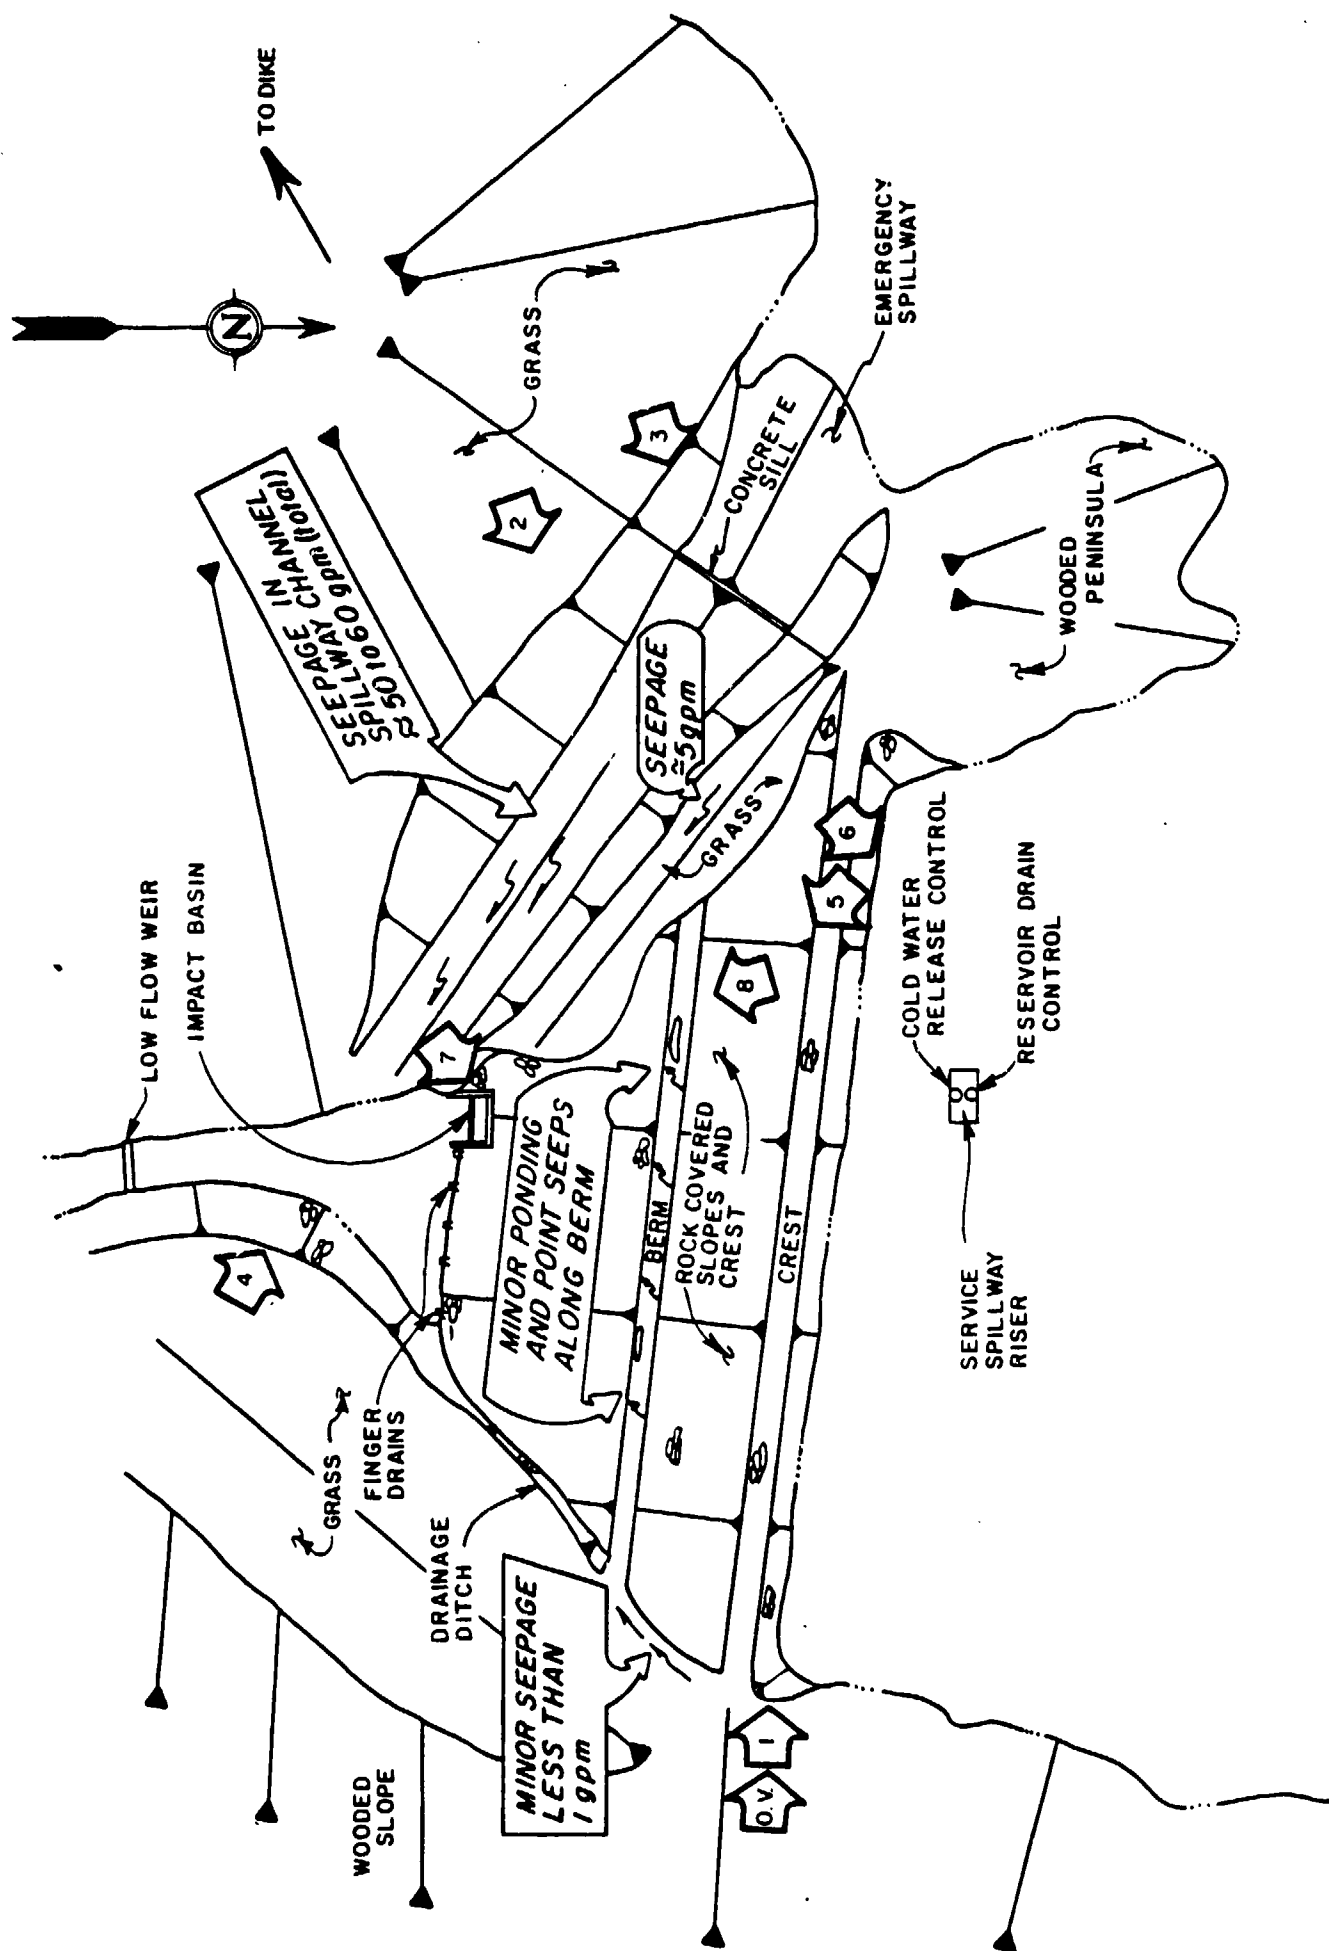 TO DIKE
N
LOW FLOW WEIR
IMPACT BASIN
SEEPAGE IN
SPILLWAY CHANNEL
≈ 50 to 60 gpm (total)
GRASS
2
3
4
7
GRASS
FINGER
DRAINS
WOODED
SLOPE
DRAINAGE
DITCH
MINOR SEEPAGE
LESS THAN
1 gpm
MINOR PONDING
AND POINT SEEPS
ALONG BERM
SEEPAGE
≈5gpm
GRASS
CONCRETE
SILL
EMERGENCY
SPILLWAY
BERM
ROCK COVERED
SLOPES AND
CREST
8
CREST
O.V.
1
5
6
COLD WATER
RELEASE CONTROL
RESERVOIR DRAIN
CONTROL
SERVICE
SPILLWAY
RISER
WOODED
PENINSULA